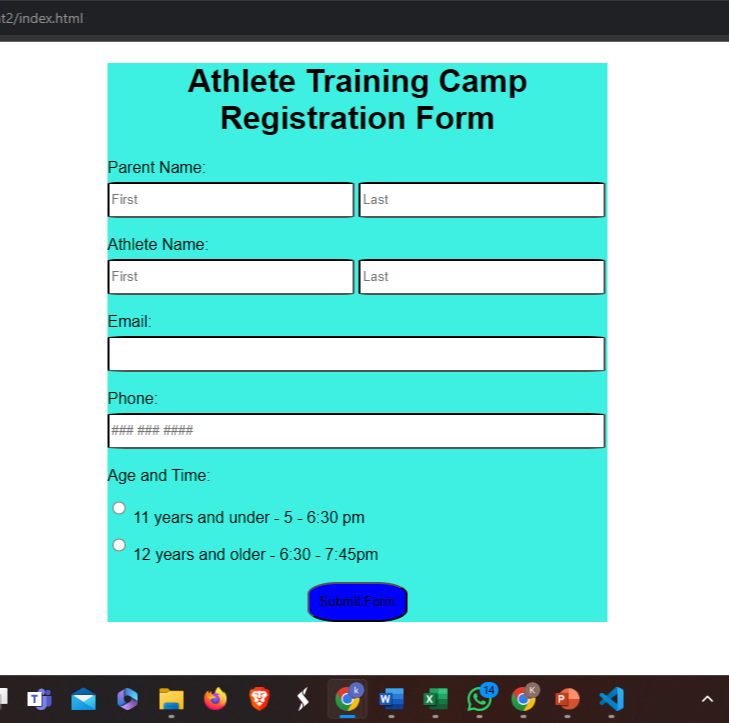 t2/index.html
Athlete Training Camp
Registration Form
Parent Name:
First Last
Athlete Name:
First Last
Email:
Phone:
### ### ####
Age and Time:
11 years and under - 5 - 6:30 pm
12 years and older - 6:30 - 7:45pm
Submit Form
T k W X 14 K P